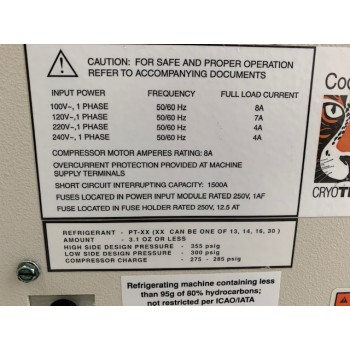 CAUTION: FOR SAFE AND PROPER OPERATION
REFER TO ACCOMPANYING DOCUMENTS
INPUT POWER FREQUENCY FULL LOAD CURRENT
100V~, 1 PHASE 50/60 Hz 8A
120V~, 1 PHASE 50/60 Hz 7A
220V~, 1 PHASE 50/60 Hz 4A
240V~, 1 PHASE 50/60 Hz 4A
COMPRESSOR MOTOR AMPERES RATING: 8A
OVERCURRENT PROTECTION PROVIDED AT MACHINE
SUPPLY TERMINALS
SHORT CIRCUIT INTERRUPTING CAPACITY: 1500A
FUSES LOCATED IN POWER INPUT MODULE RATED 250V, 1AF
FUSE LOCATED IN FUSE HOLDER RATED 250V, 12.5 AT
Coo
CRYOTI
REFRIGERANT - PT-XX (XX CAN BE ONE OF 13, 14, 16, 30 )
AMOUNT - 3.1 OZ OR LESS
HIGH SIDE DESIGN PRESSURE - 355 psig
LOW SIDE DESIGN PRESSURE - 300 psig
COMPRESSOR CHARGE - 275 - 285 psig
Refrigerating machine containing less
than 95g of 80% hydrocarbons;
not restricted per ICAO/IATA